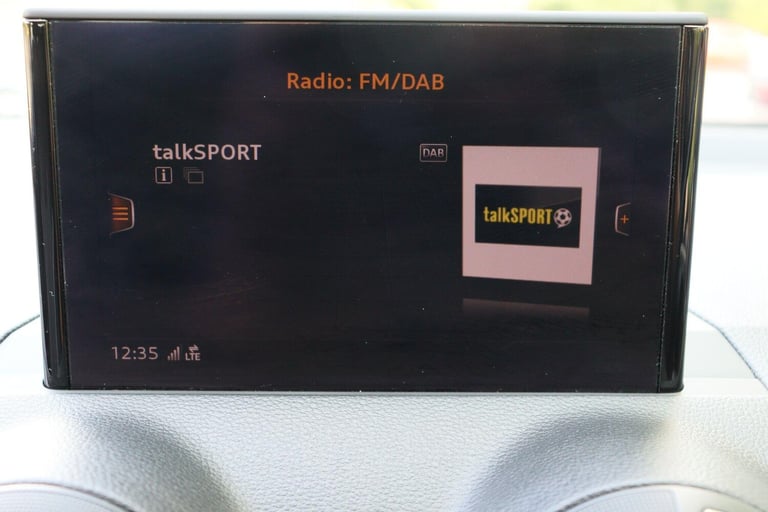 Radio: FM/DAB
talkSPORT
DAB
i
talkSPORT
12:35 LTE